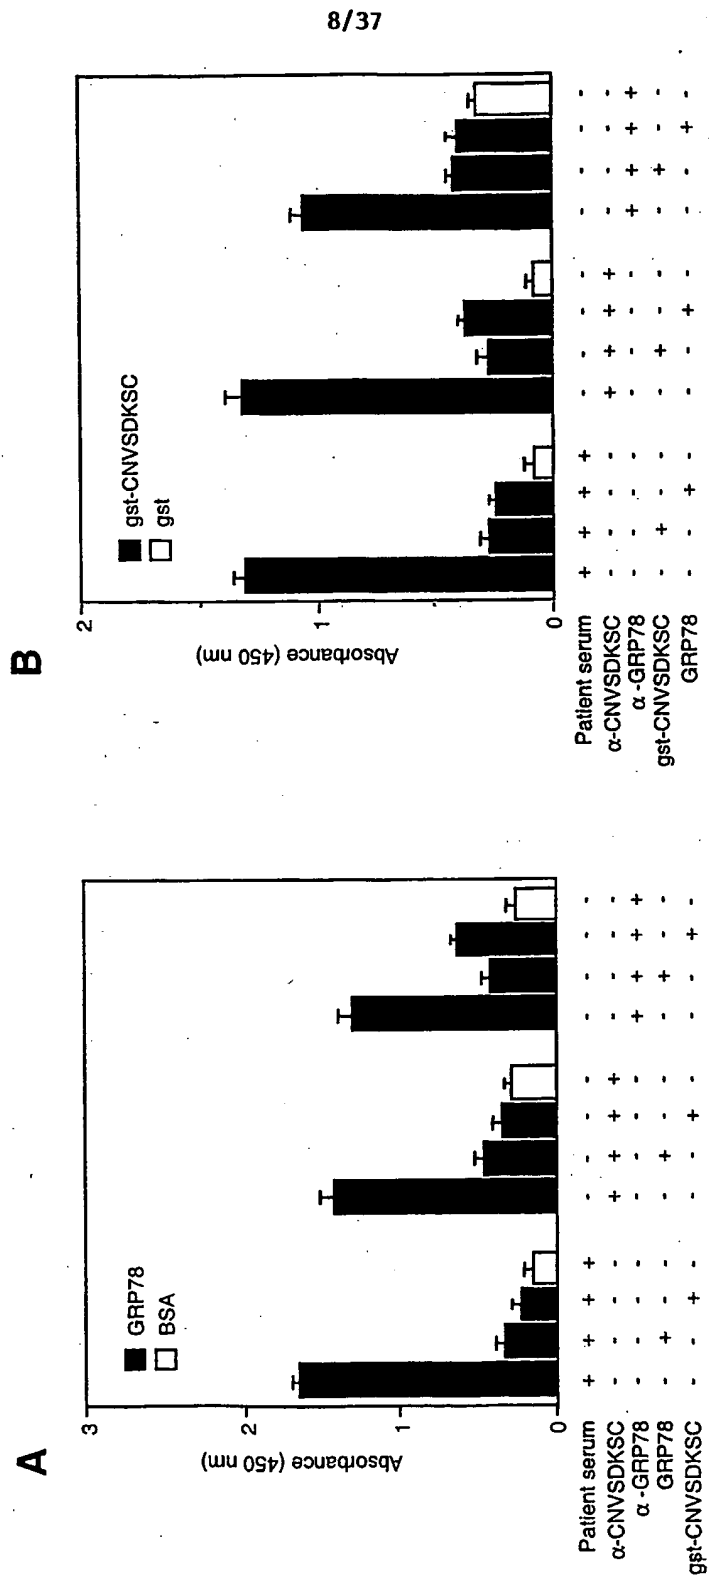 8/37
A
GRP78
BSA
Absorbance (450 nm)
3
2
1
0
Patient serum + + + + - - - - - - - -
α-CNVSDKSC - - - - + + + + - - - -
α-GRP78 - - - - - - - - + + + +
GRP78 - + - - - + - - - + - -
gst-CNVSDKSC - - + - - - + - - - + -
B
gst-CNVSDKSC
gst
Absorbance (450 nm)
2
1
0
Patient serum + + + + - - - - - - - -
α-CNVSDKSC - - - - + + + + - - - -
α-GRP78 - - - - - - - - + + + +
gst-CNVSDKSC - + - - - + - - - + - -
GRP78 - - + - - - + - - - + -